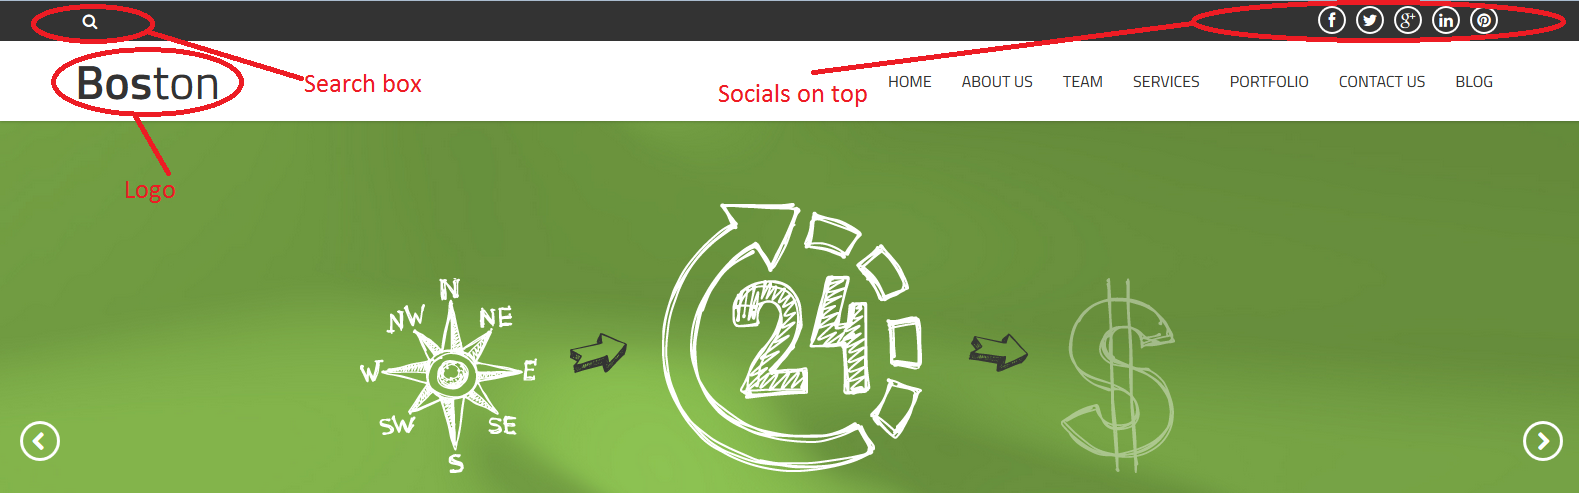 f g+ in
Boston
Search box
Socials on top
HOME ABOUT US TEAM SERVICES PORTFOLIO CONTACT US BLOG
Logo
N
NW NE
W E
SW SE
S
24
$